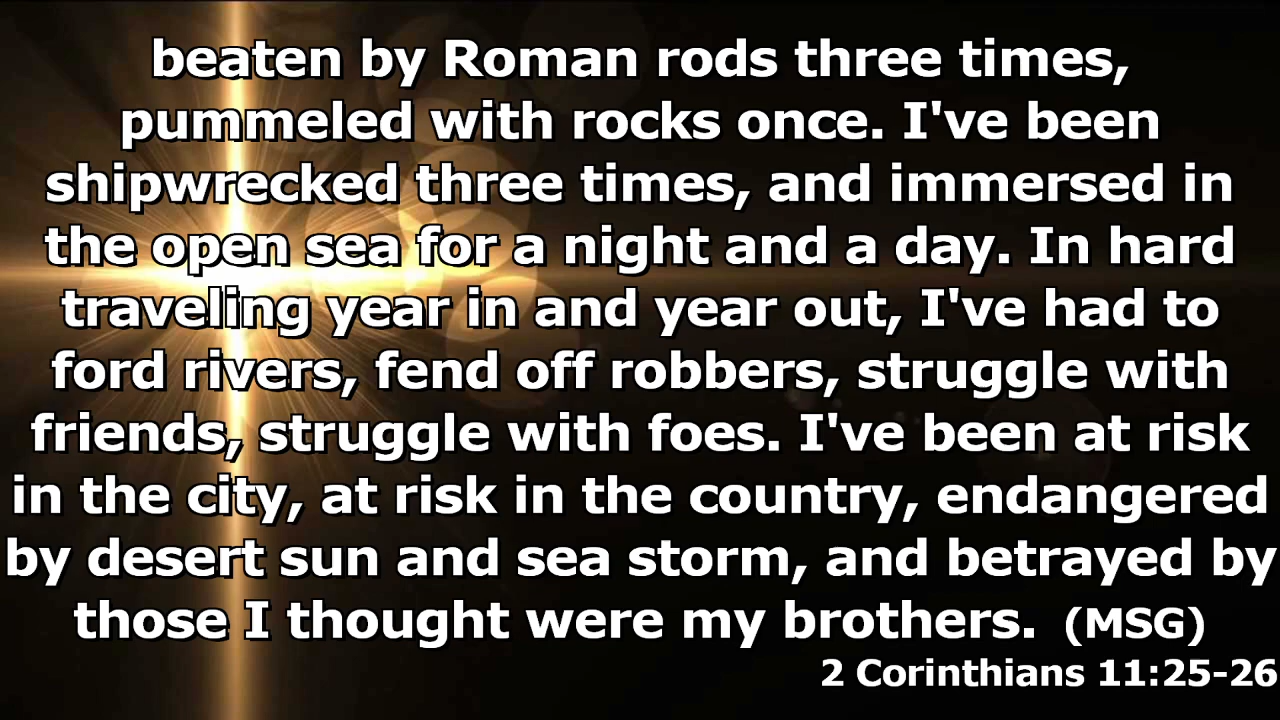 beaten by Roman rods three times,
pummeled with rocks once. I've been
shipwrecked three times, and immersed in
the open sea for a night and a day. In hard
traveling year in and year out, I've had to
ford rivers, fend off robbers, struggle with
friends, struggle with foes. I've been at risk
in the city, at risk in the country, endangered
by desert sun and sea storm, and betrayed by
those I thought were my brothers. (MSG)
2 Corinthians 11:25-26